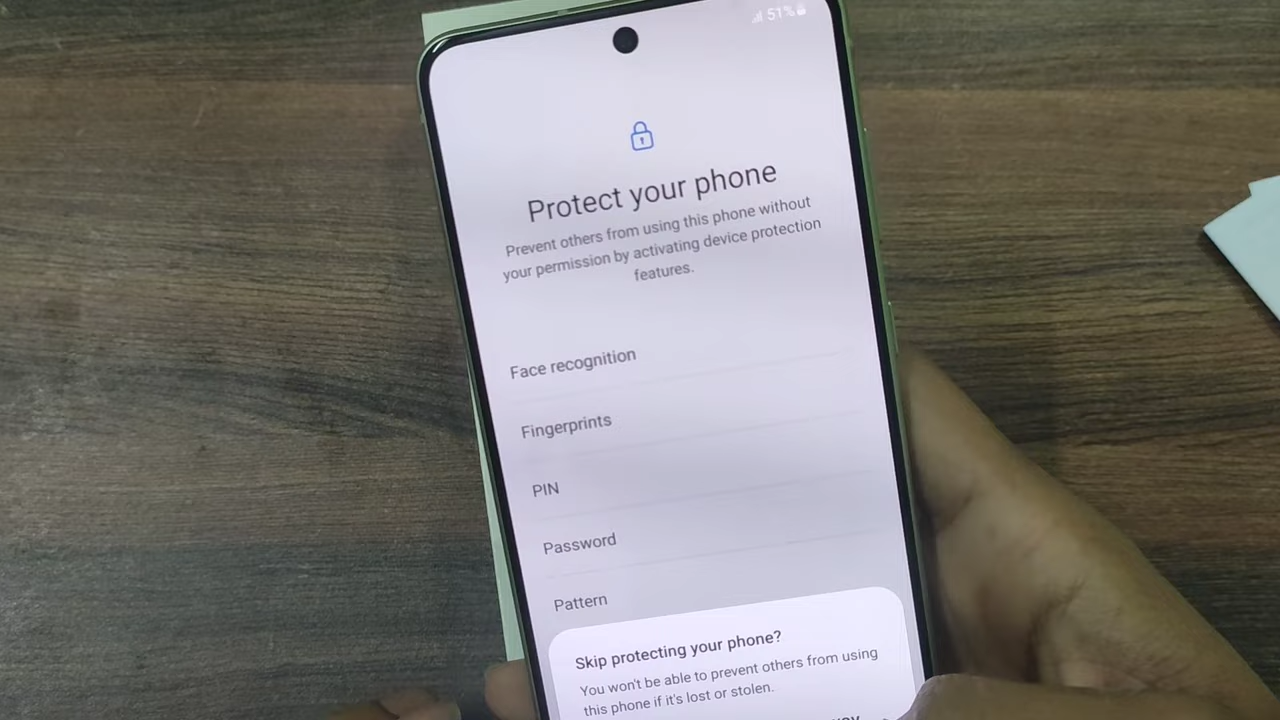 51%
Protect your phone
Prevent others from using this phone without
your permission by activating device protection
features.
Face recognition
Fingerprints
PIN
Password
Pattern
Skip protecting your phone?
You won't be able to prevent others from using
this phone if it's lost or stolen.